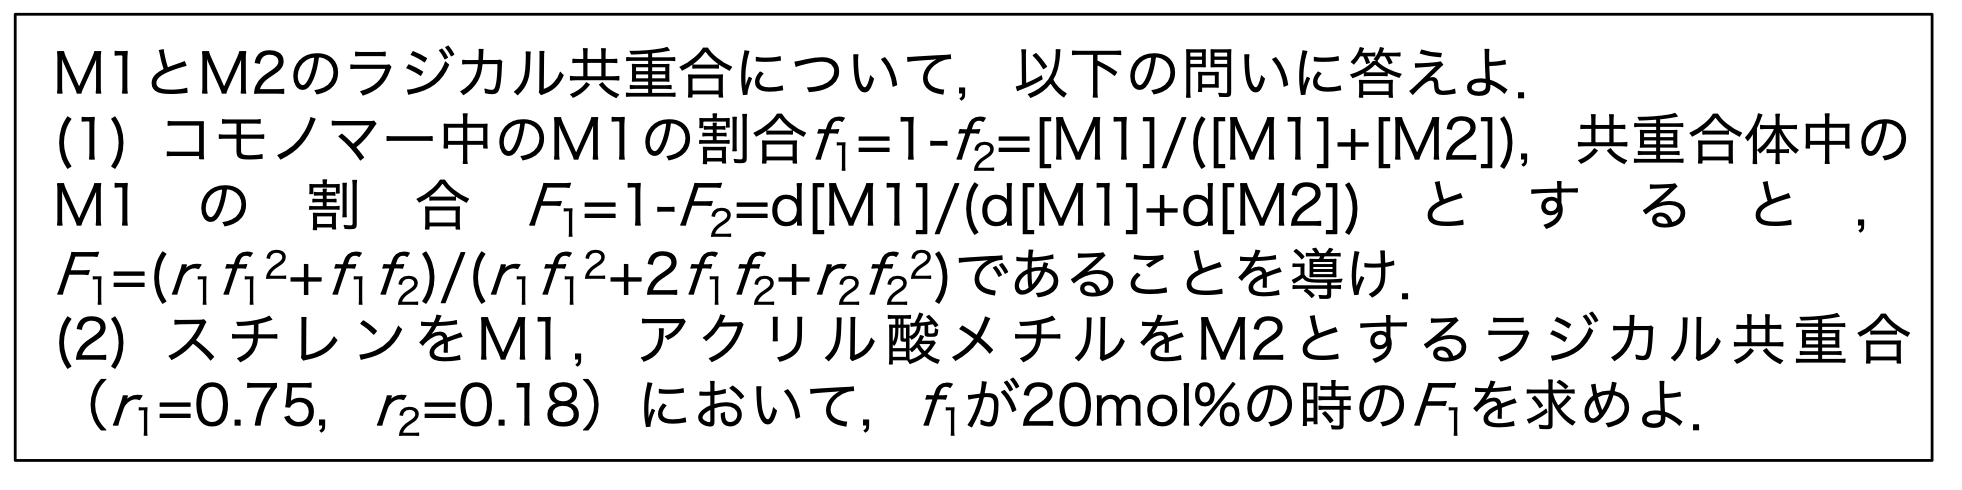 M1とM2のラジカル共重合について，以下の問いに答えよ．
(1) コモノマー中のM1の割合f₁=1-f₂=[M1]/([M1]+[M2])，共重合体中の
M1の割合F₁=1-F₂=d[M1]/(d[M1]+d[M2])とすると，
F₁=(r₁f₁²+f₁f₂)/(r₁f₁²+2f₁f₂+r₂f₂²)であることを導け．
(2) スチレンをM1，アクリル酸メチルをM2とするラジカル共重合
（r₁=0.75，r₂=0.18）において，f₁が20mol%の時のF₁を求めよ．